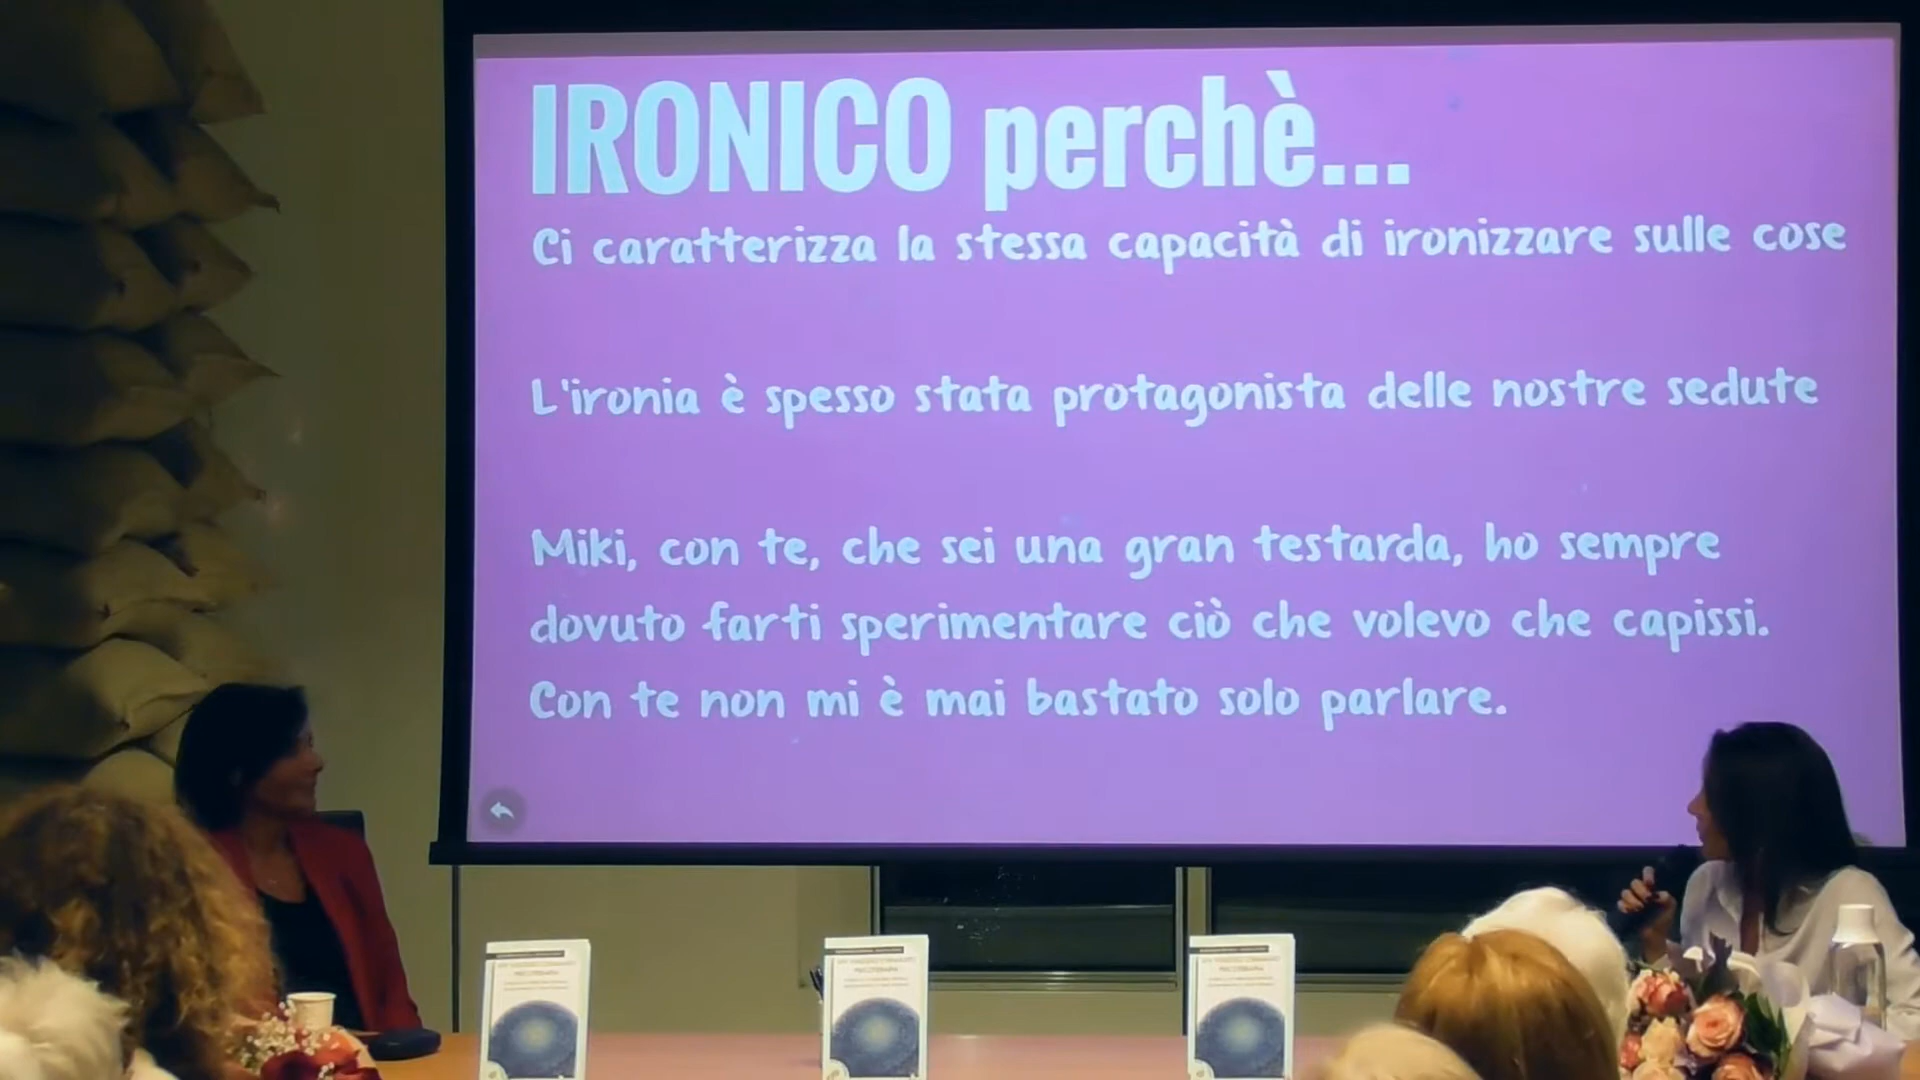 IRONICO perchè...
Ci caratterizza la stessa capacità di ironizzare sulle cose
L'ironia è spesso stata protagonista delle nostre sedute
Miki, con te, che sei una gran testarda, ho sempre
dovuto farti sperimentare ciò che volevo che capissi.
Con te non mi è mai bastato solo parlare.